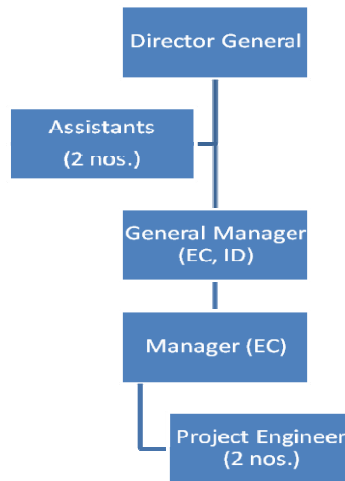 Director General
Assistants
(2 nos.)
General Manager
(EC, ID)
Manager (EC)
Project Engineer
(2 nos.)